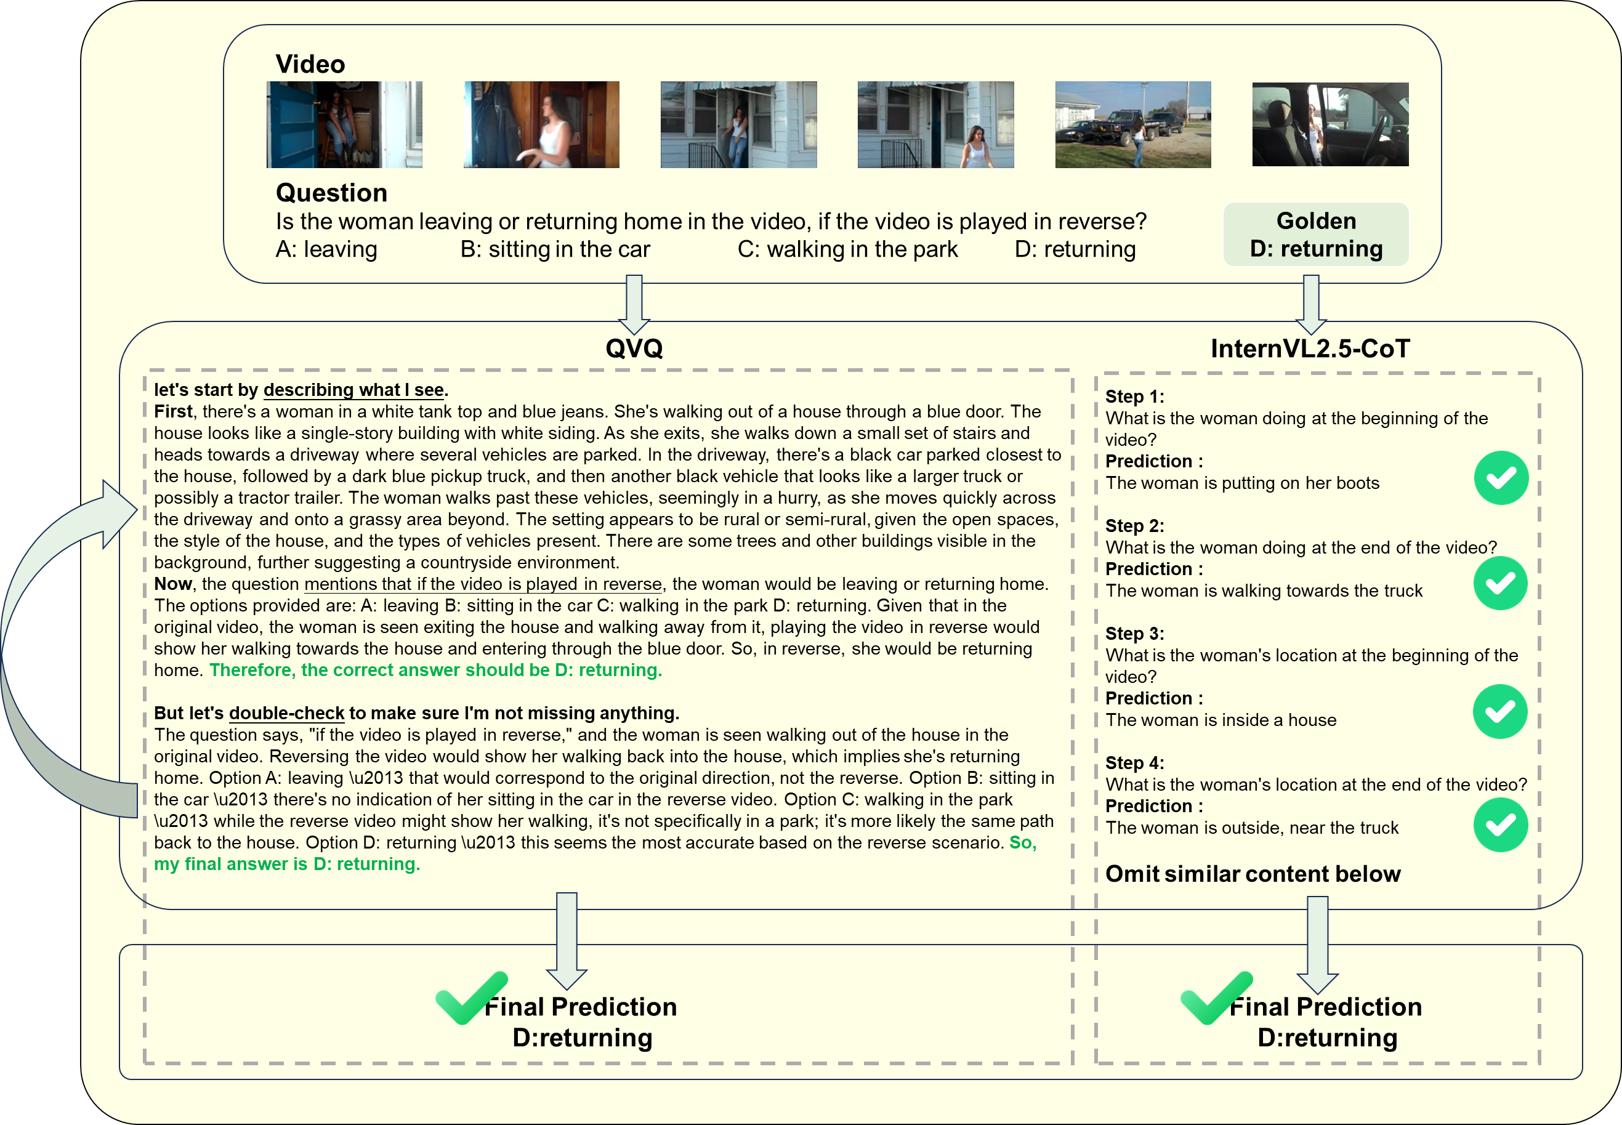 Video
Question
Is the woman leaving or returning home in the video, if the video is played in reverse?
A: leaving B: sitting in the car C: walking in the park D: returning
Golden
D: returning
QVQ
let's start by describing what I see.
First, there's a woman in a white tank top and blue jeans. She's walking out of a house through a blue door. The
house looks like a single-story building with white siding. As she exits, she walks down a small set of stairs and
heads towards a driveway where several vehicles are parked. In the driveway, there's a black car parked closest to
the house, followed by a dark blue pickup truck, and then another black vehicle that looks like a larger truck or
possibly a tractor trailer. The woman walks past these vehicles, seemingly in a hurry, as she moves quickly across
the driveway and onto a grassy area beyond. The setting appears to be rural or semi-rural, given the open spaces,
the style of the house, and the types of vehicles present. There are some trees and other buildings visible in the
background, further suggesting a countryside environment.
Now, the question mentions that if the video is played in reverse, the woman would be leaving or returning home.
The options provided are: A: leaving B: sitting in the car C: walking in the park D: returning. Given that in the
original video, the woman is seen exiting the house and walking away from it, playing the video in reverse would
show her walking towards the house and entering through the blue door. So, in reverse, she would be returning
home. Therefore, the correct answer should be D: returning.
But let's double-check to make sure I'm not missing anything.
The question says, "if the video is played in reverse," and the woman is seen walking out of the house in the
original video. Reversing the video would show her walking back into the house, which implies she's returning
home. Option A: leaving \u2013 that would correspond to the original direction, not the reverse. Option B: sitting in
the car \u2013 there's no indication of her sitting in the car in the reverse video. Option C: walking in the park
\u2013 while the reverse video might show her walking, it's not specifically in a park; it's more likely the same path
back to the house. Option D: returning \u2013 this seems the most accurate based on the reverse scenario. So,
my final answer is D: returning.
InternVL2.5-CoT
Step 1:
What is the woman doing at the beginning of the
video?
Prediction :
The woman is putting on her boots
Step 2:
What is the woman doing at the end of the video?
Prediction :
The woman is walking towards the truck
Step 3:
What is the woman's location at the beginning of the
video?
Prediction :
The woman is inside a house
Step 4:
What is the woman's location at the end of the video?
Prediction :
The woman is outside, near the truck
Omit similar content below
Final Prediction
D:returning
Final Prediction
D:returning